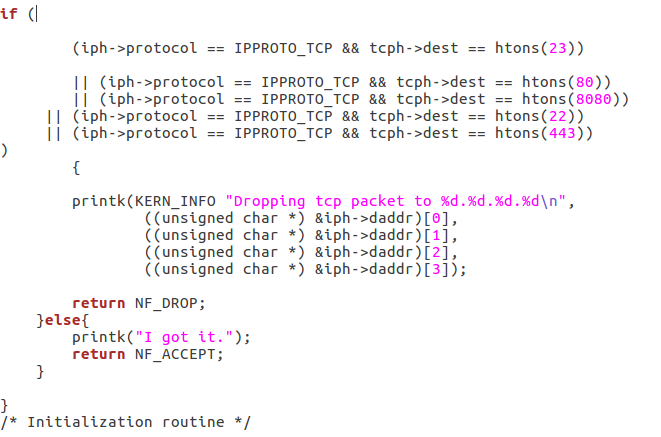 if (
(iph->protocol == IPPROTO_TCP && tcph->dest == htons(23))
|| (iph->protocol == IPPROTO_TCP && tcph->dest == htons(80))
|| (iph->protocol == IPPROTO_TCP && tcph->dest == htons(8080))
|| (iph->protocol == IPPROTO_TCP && tcph->dest == htons(22))
|| (iph->protocol == IPPROTO_TCP && tcph->dest == htons(443))
)
{
printk(KERN_INFO "Dropping tcp packet to %d.%d.%d.%d\n",
((unsigned char *) &iph->daddr)[0],
((unsigned char *) &iph->daddr)[1],
((unsigned char *) &iph->daddr)[2],
((unsigned char *) &iph->daddr)[3]);
return NF_DROP;
}else{
printk("I got it.");
return NF_ACCEPT;
}
}
/* Initialization routine */